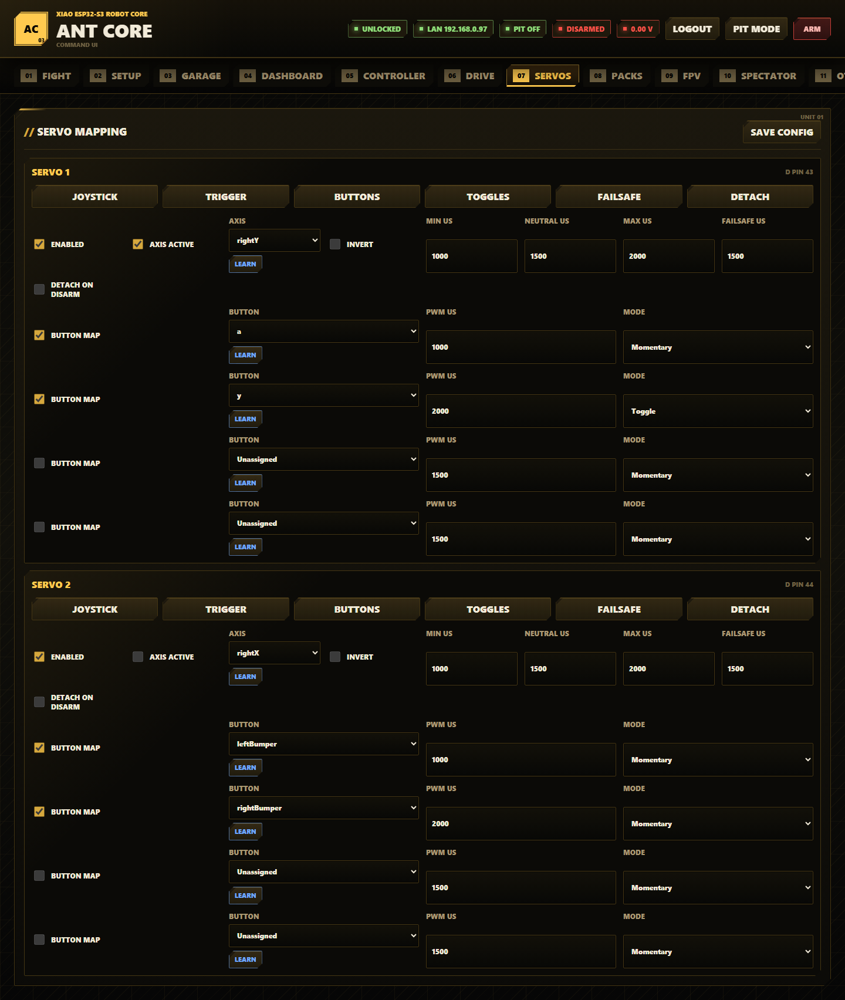 AC
03
XIAO ESP32-S3 ROBOT CORE
ANT CORE
COMMAND UI
UNLOCKED
LAN 192.168.0.97
PIT OFF
DISARMED
0.00 V
LOGOUT
PIT MODE
ARM
01 FIGHT
02 SETUP
03 GARAGE
04 DASHBOARD
05 CONTROLLER
06 DRIVE
07 SERVOS
08 PACKS
09 FPV
10 SPECTATOR
11
UNIT 01
// SERVO MAPPING
SAVE CONFIG
SERVO 1
D PIN 43
JOYSTICK
TRIGGER
BUTTONS
TOGGLES
FAILSAFE
DETACH
AXIS
MIN US
NEUTRAL US
MAX US
FAILSAFE US
ENABLED
AXIS ACTIVE
rightY
INVERT
1000
1500
2000
1500
LEARN
DETACH ON
DISARM
BUTTON
PWM US
MODE
BUTTON MAP
a
1000
Momentary
LEARN
BUTTON
PWM US
MODE
BUTTON MAP
y
2000
Toggle
LEARN
BUTTON
PWM US
MODE
BUTTON MAP
Unassigned
1500
Momentary
LEARN
BUTTON
PWM US
MODE
BUTTON MAP
Unassigned
1500
Momentary
LEARN
SERVO 2
D PIN 44
JOYSTICK
TRIGGER
BUTTONS
TOGGLES
FAILSAFE
DETACH
AXIS
MIN US
NEUTRAL US
MAX US
FAILSAFE US
ENABLED
AXIS ACTIVE
rightX
INVERT
1000
1500
2000
1500
LEARN
DETACH ON
DISARM
BUTTON
PWM US
MODE
BUTTON MAP
leftBumper
1000
Momentary
LEARN
BUTTON
PWM US
MODE
BUTTON MAP
rightBumper
2000
Momentary
LEARN
BUTTON
PWM US
MODE
BUTTON MAP
Unassigned
1500
Momentary
LEARN
BUTTON
PWM US
MODE
BUTTON MAP
Unassigned
1500
Momentary
LEARN